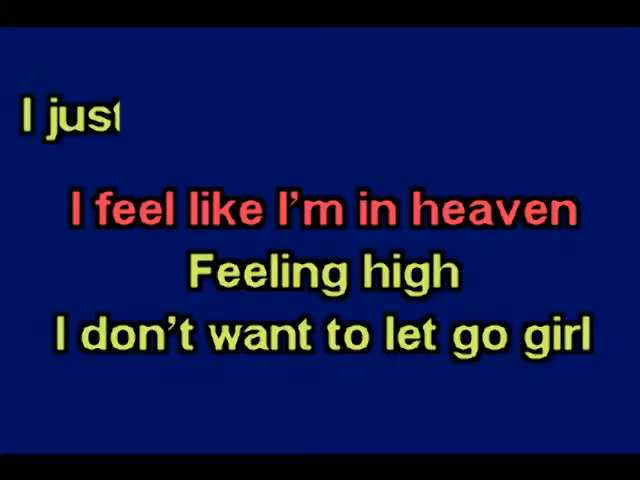 I just
I feel like I'm in heaven
Feeling high
I don't want to let go girl